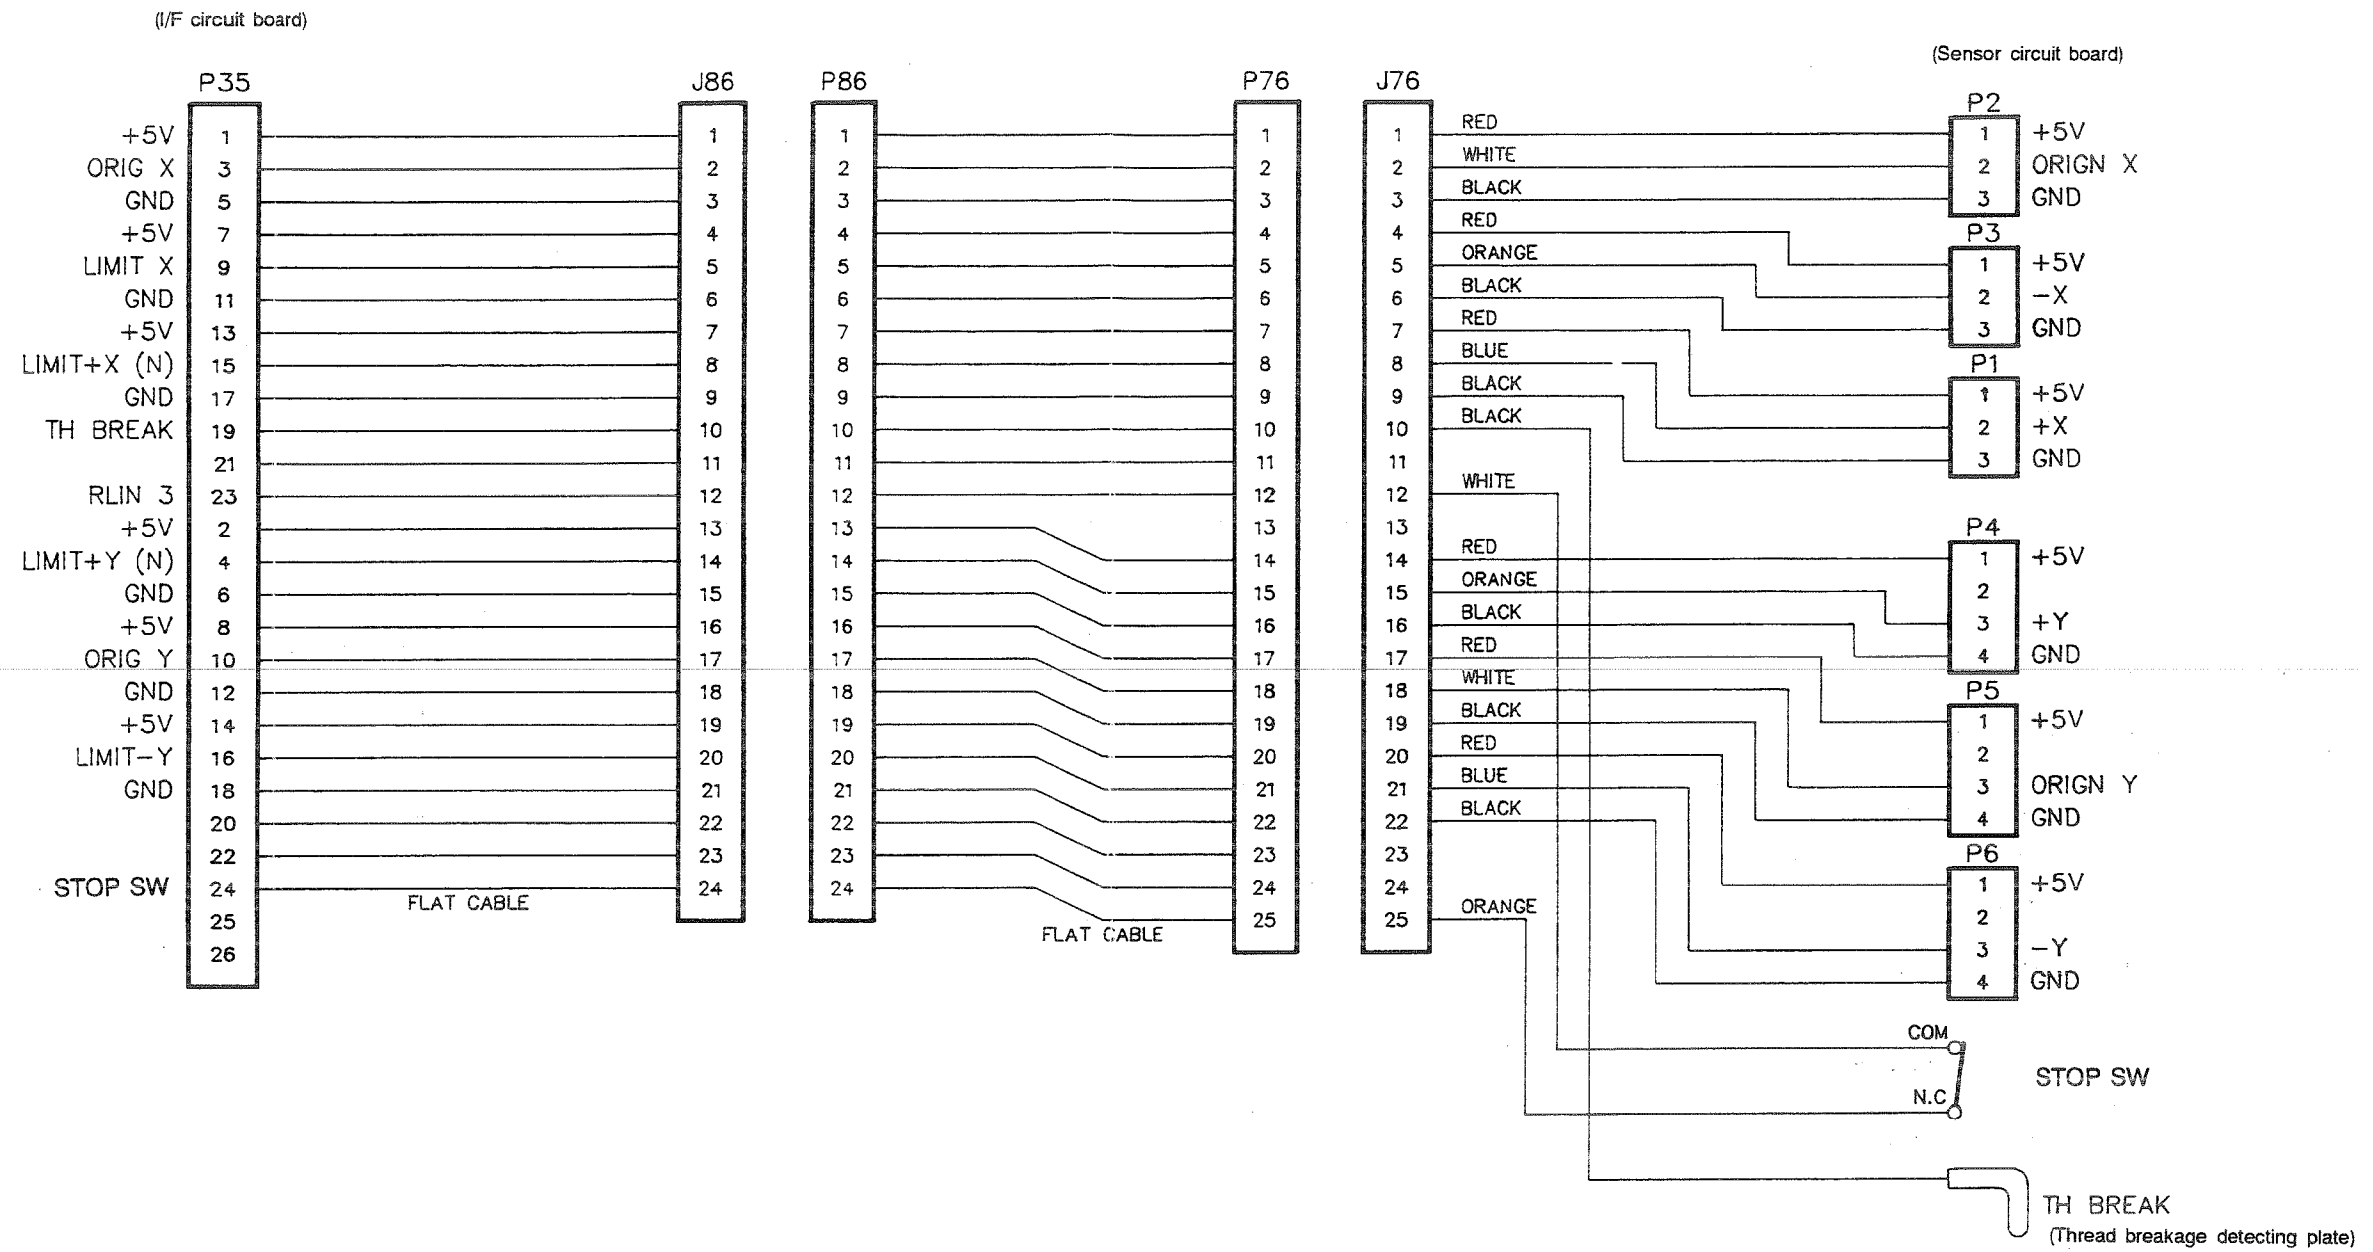 (I/F circuit board)
(Sensor circuit board)
P35 J86 P86 P76 J76
P2
+5V 1 1 1 1 1 RED 1 +5V
ORIG X 3 2 2 2 2 WHITE 2 ORIGN X
GND 5 3 3 3 3 BLACK 3 GND
+5V 7 4 4 4 4 RED P3
LIMIT X 9 5 5 5 5 ORANGE 1 +5V
GND 11 6 6 6 6 BLACK 2 -X
+5V 13 7 7 7 7 RED 3 GND
LIMIT+X (N) 15 8 8 8 8 BLUE P1
GND 17 9 9 9 9 BLACK 1 +5V
TH BREAK 19 10 10 10 10 BLACK 2 +X
21 11 11 11 11 3 GND
RLIN 3 23 12 12 12 12 WHITE
+5V 2 13 13 13 13 P4
LIMIT+Y (N) 4 14 14 14 14 RED 1 +5V
GND 6 15 15 15 15 ORANGE 2
+5V 8 16 16 16 16 BLACK 3 +Y
ORIG Y 10 17 17 17 17 RED 4 GND
GND 12 18 18 18 18 WHITE P5
+5V 14 19 19 19 19 BLACK 1 +5V
LIMIT-Y 16 20 20 20 20 RED 2
GND 18 21 21 21 21 BLUE 3 ORIGN Y
20 22 22 22 22 BLACK 4 GND
22 23 23 23 23 P6
STOP SW 24 24 24 24 24 1 +5V
FLAT CABLE
25 25 25 ORANGE 2
FLAT CABLE
26 3 -Y
4 GND
COM
STOP SW
N.C
TH BREAK
(Thread breakage detecting plate)